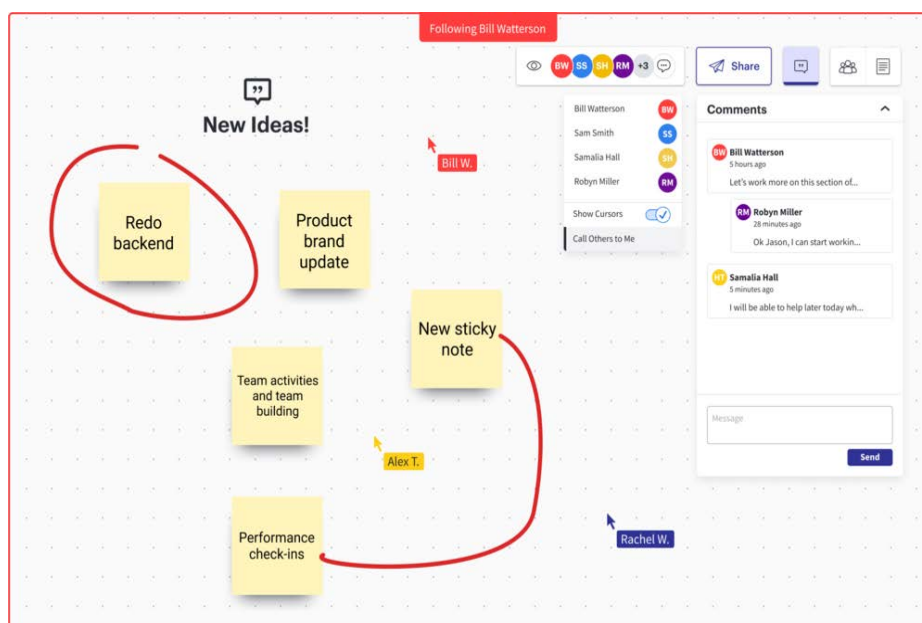 Following Bill Watterson
BW SS SH RM +3
Share
New Ideas!
Bill W.
Redo
backend
Product
brand
update
New sticky
note
Team activities
and team
building
Alex T.
Performance
check-ins
Rachel W.
Bill Watterson BW
Sam Smith SS
Samalia Hall SH
Robyn Miller RM
Show Cursors
Call Others to Me
Comments
BW Bill Watterson
5 hours ago
Let's work more on this section of...
RM Robyn Miller
28 minutes ago
Ok Jason, I can start workin...
HT Samalia Hall
5 minutes ago
I will be able to help later today wh...
Message
Send